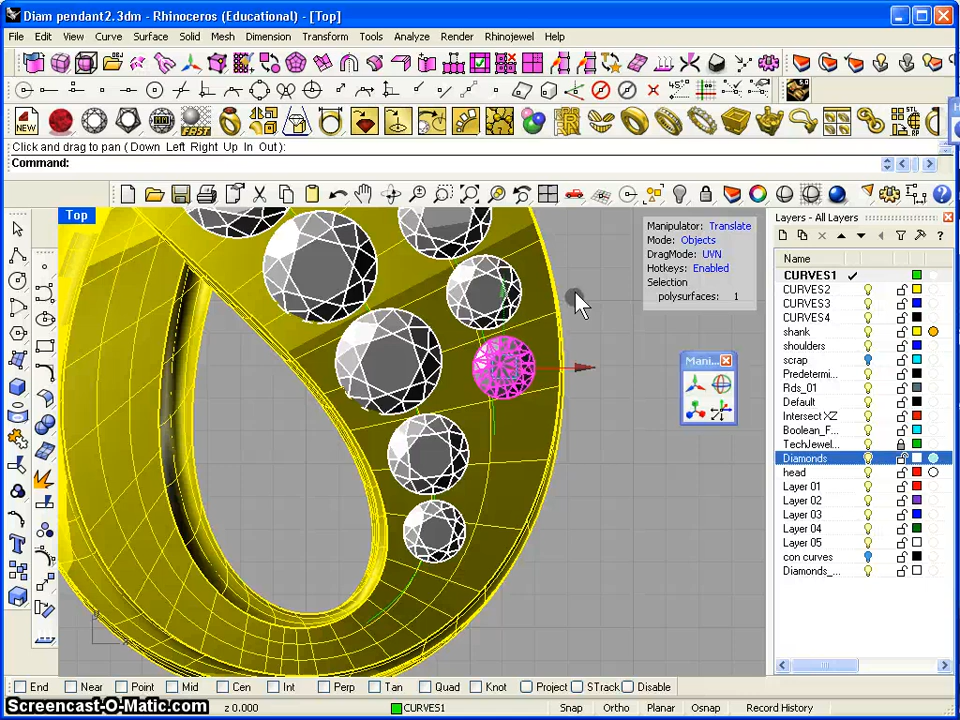 Diam pendant2.3dm - Rhinoceros (Educational) - [Top]
File Edit View Curve Surface Solid Mesh Dimension Transform Tools Analyze Render Rhinojewel Help
NEW FAST STL
Click and drag to pan ( Down Left Right Up In Out ):
Command:
Top
Manipulator: Translate
Mode: Objects
DragMode: UVN
Hotkeys: Enabled
Selection
polysurfaces: 1
Mani...
Layers - All Layers
Name
CURVES1
CURVES2
CURVES3
CURVES4
shank
shoulders
scrap
Predetermi...
Rds_01
Default
Intersect XZ
Boolean_F...
TechJewel...
Diamonds
head
Layer 01
Layer 02
Layer 03
Layer 04
Layer 05
con curves
Diamonds_...
End Near Point Mid Cen Int Perp Tan Quad Knot Project STrack Disable
Screencast-O-Matic.com z 0.000 CURVES1 Snap Ortho Planar Osnap Record History